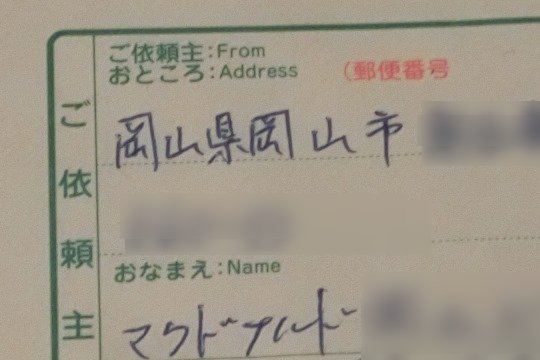 ご依頼主:From
おところ:Address (郵便番号
岡山県岡山市
おなまえ:Name
マクドナルド
ご依頼主